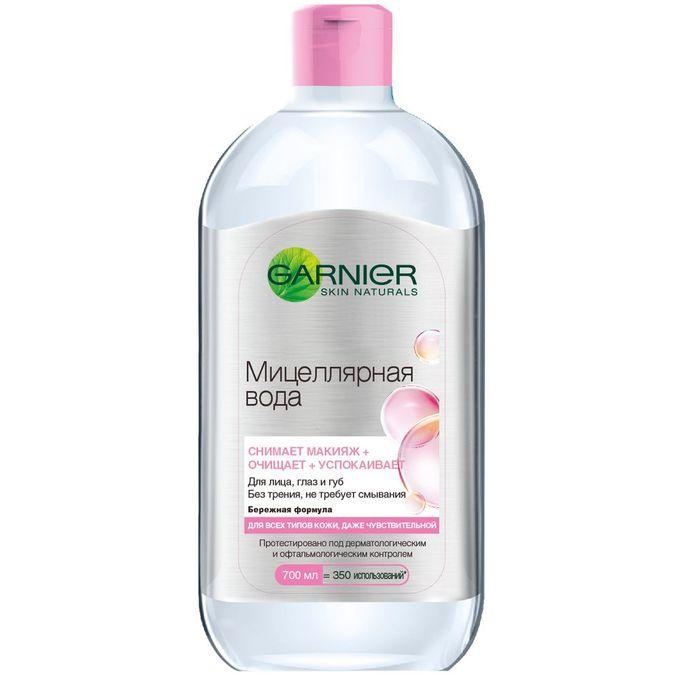 GARNIER
SKIN NATURALS
Мицеллярная
вода
СНИМАЕТ МАКИЯЖ +
ОЧИЩАЕТ + УСПОКАИВАЕТ
Для лица, глаз и губ
Без трения, не требует смывания
Бережная формула
ДЛЯ ВСЕХ ТИПОВ КОЖИ, ДАЖЕ ЧУВСТВИТЕЛЬНОЙ
Протестировано под дерматологическим
и офтальмологическим контролем
700 мл = 350 использований*